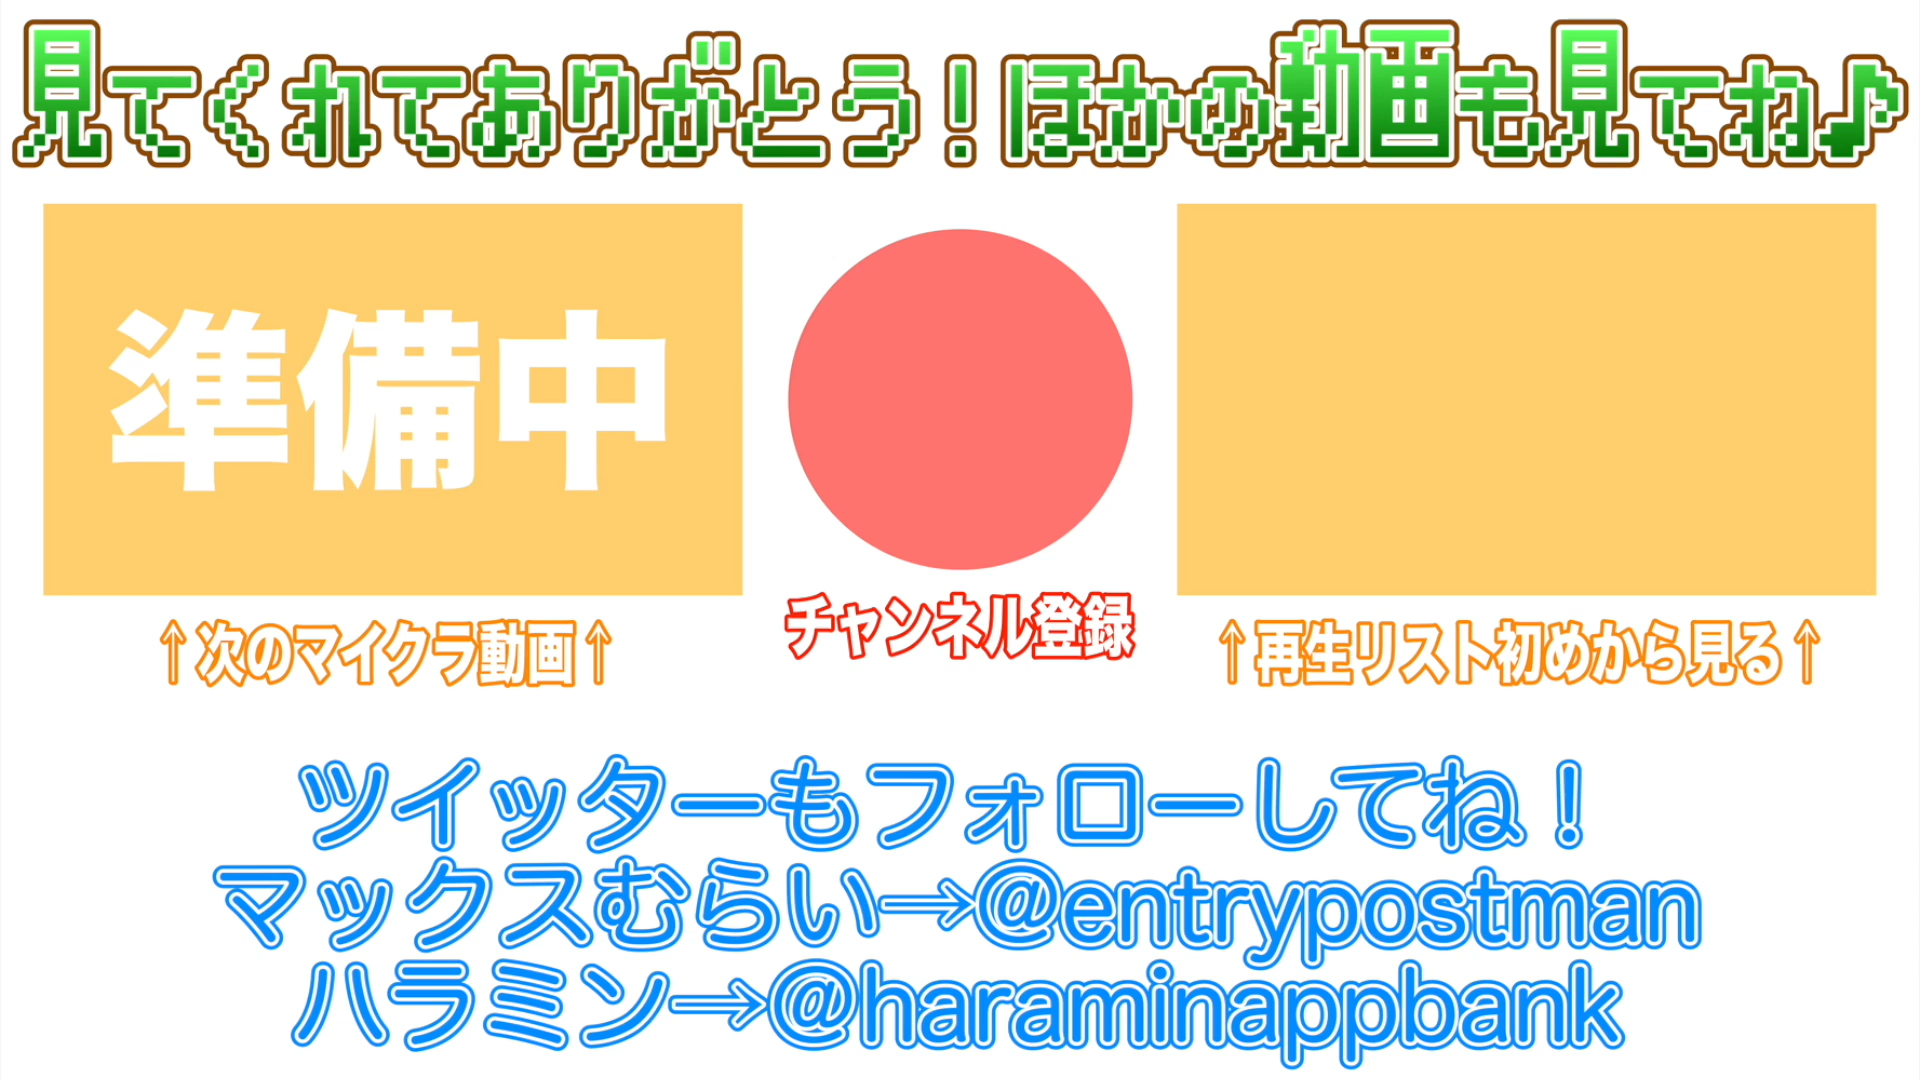 見てくれてありがとう！ほかの動画も見てね♪
準備中
↑次のマイクラ動画↑
チャンネル登録
↑再生リスト初めから見る↑
ツイッターもフォローしてね！
マックスむらい→@entrypostman
ハラミン→@haraminappbank